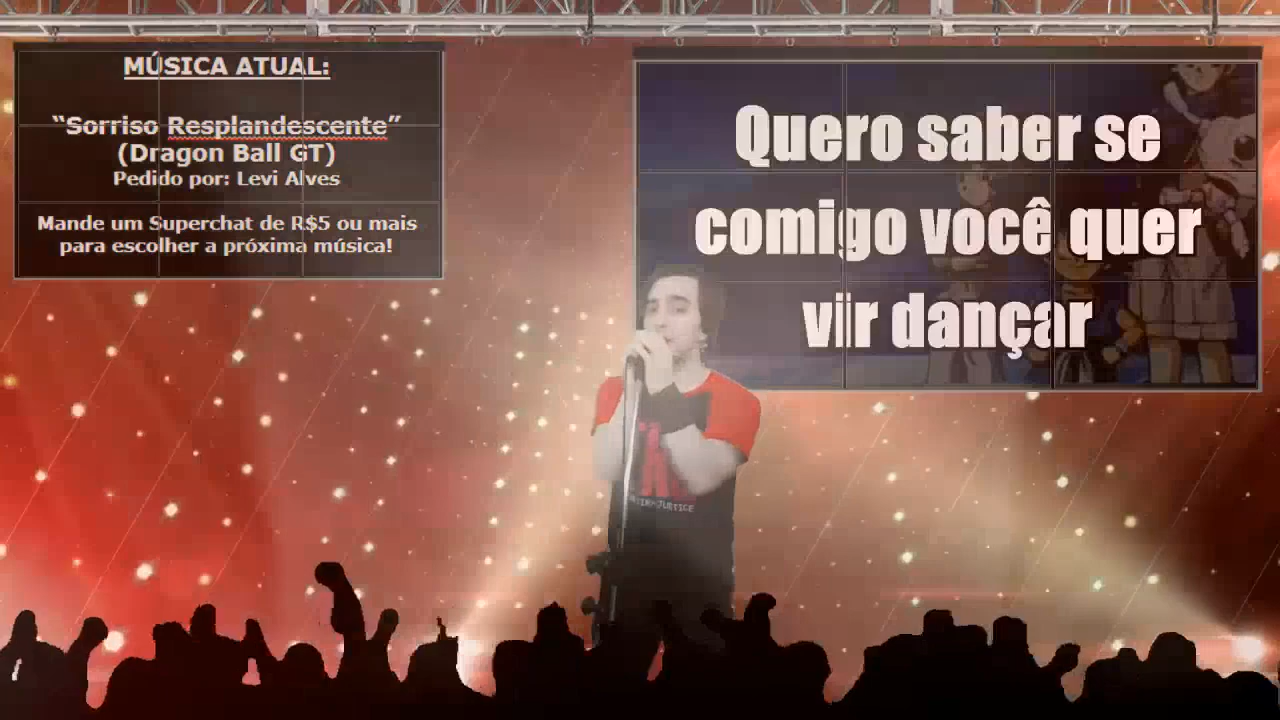 MÚSICA ATUAL:
“Sorriso Resplandescente”
(Dragon Ball GT)
Pedido por: Levi Alves
Mande um Superchat de R$5 ou mais
para escolher a próxima música!
Quero saber se
comigo você quer
vir dançar
JUSTICE